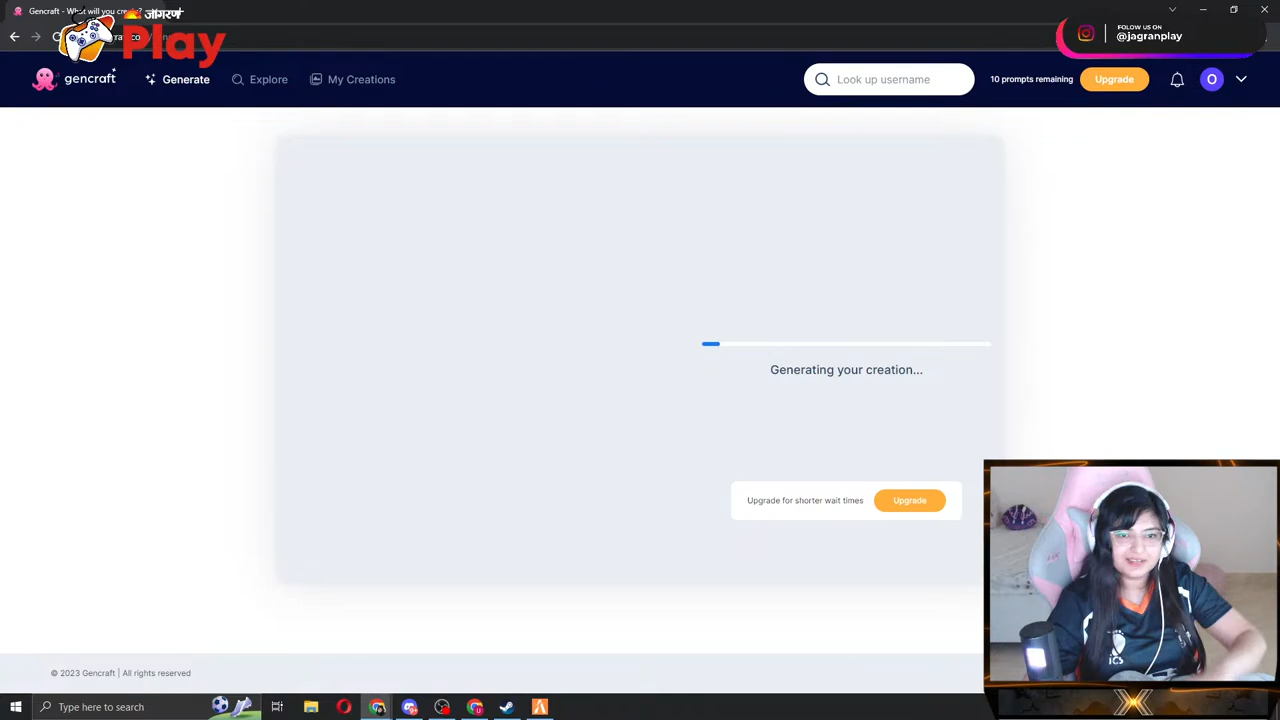 Gencraft - What will you create?
जागरण
Play
FOLLOW US ON
@jagranplay
gencraft
Generate
Explore
My Creations
Look up username
10 prompts remaining
Upgrade
O
Generating your creation...
Upgrade for shorter wait times
Upgrade
© 2023 Gencraft | All rights reserved
Type here to search